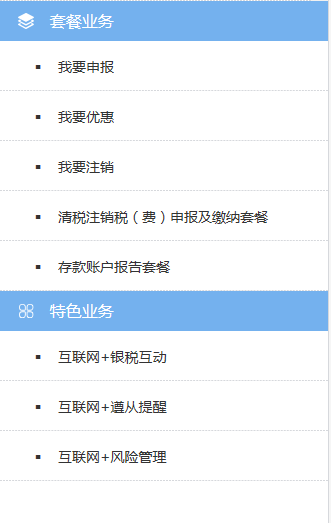 套餐业务
我要申报
我要优惠
我要注销
清税注销税（费）申报及缴纳套餐
存款账户报告套餐
特色业务
互联网+银税互动
互联网+遵从提醒
互联网+风险管理